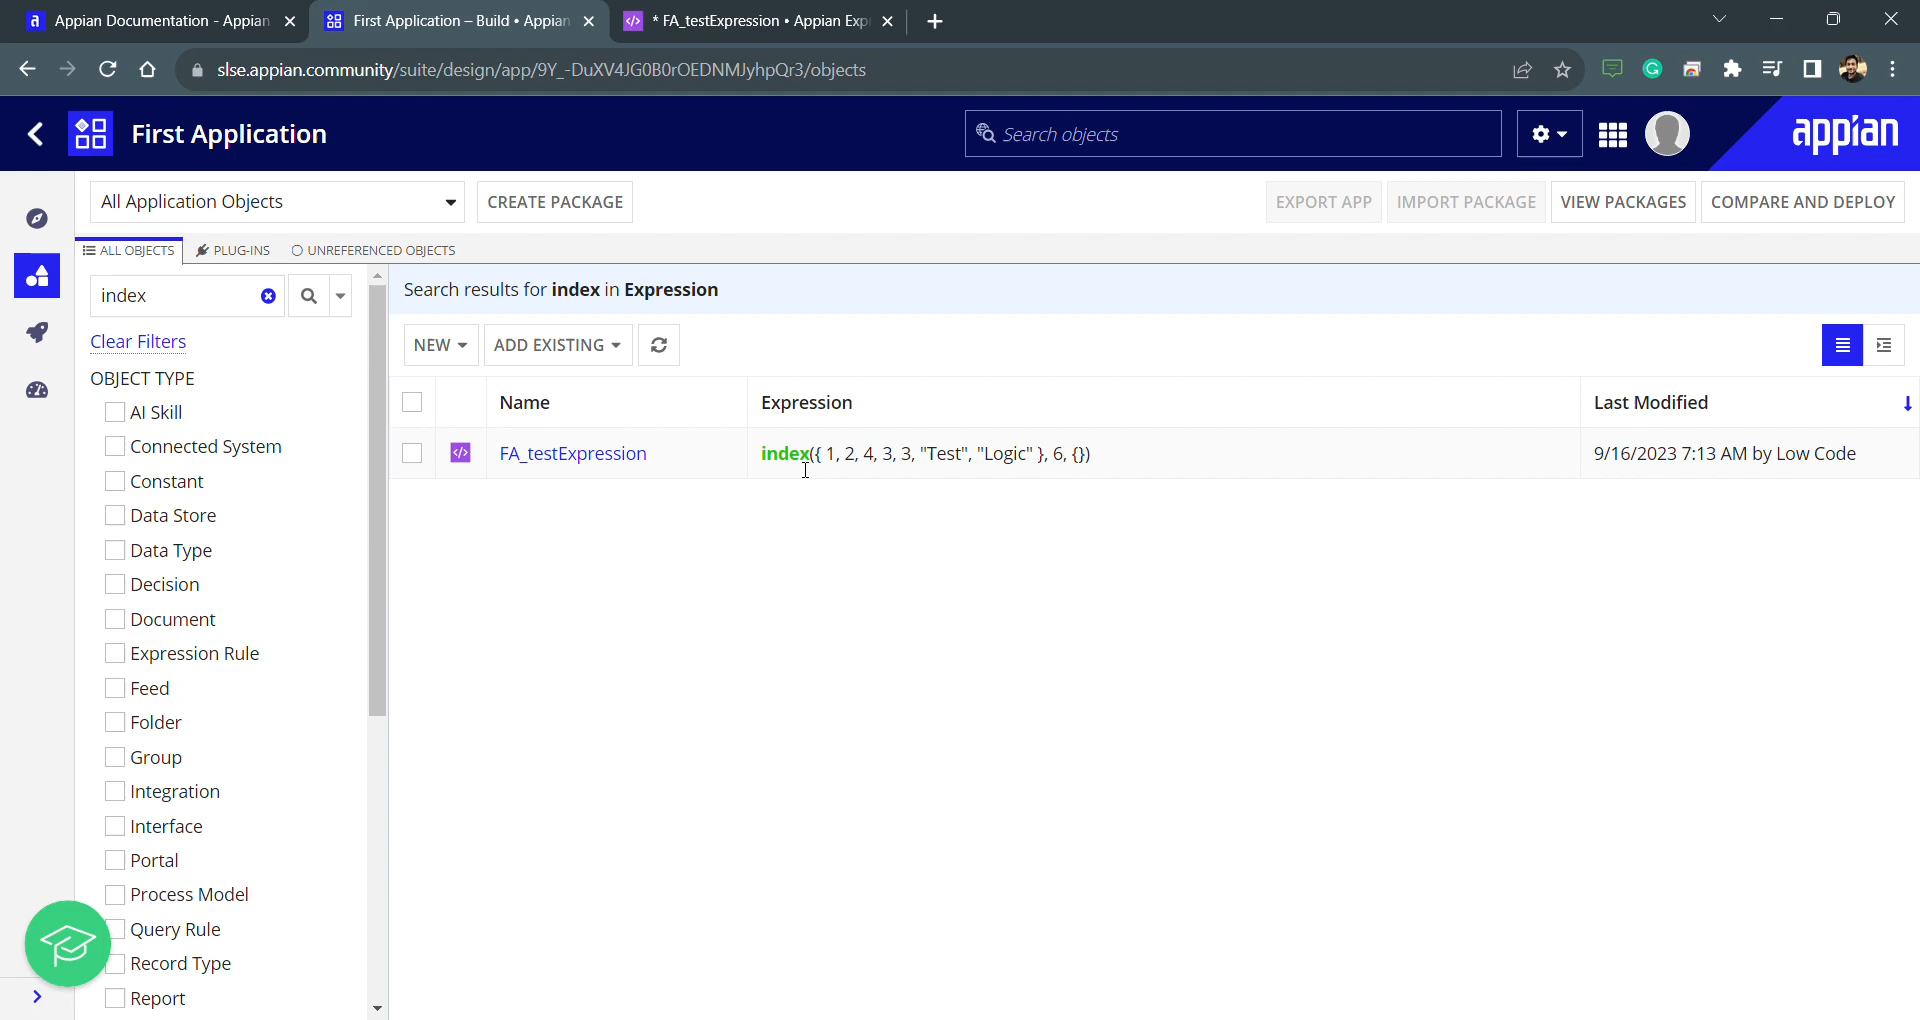 Appian Documentation - Appian
First Application – Build • Appian
* FA_testExpression • Appian Exp
slse.appian.community/suite/design/app/9Y_-DuXV4JG0B0rOEDNMJyhpQr3/objects
First Application
Search objects
appian
All Application Objects
CREATE PACKAGE
EXPORT APP
IMPORT PACKAGE
VIEW PACKAGES
COMPARE AND DEPLOY
ALL OBJECTS
PLUG-INS
UNREFERENCED OBJECTS
index
Search results for index in Expression
Clear Filters
NEW
ADD EXISTING
OBJECT TYPE
AI Skill
Connected System
Constant
Data Store
Data Type
Decision
Document
Expression Rule
Feed
Folder
Group
Integration
Interface
Portal
Process Model
Query Rule
Record Type
Report
Name
Expression
Last Modified
FA_testExpression
index({ 1, 2, 4, 3, 3, "Test", "Logic" }, 6, {})
9/16/2023 7:13 AM by Low Code